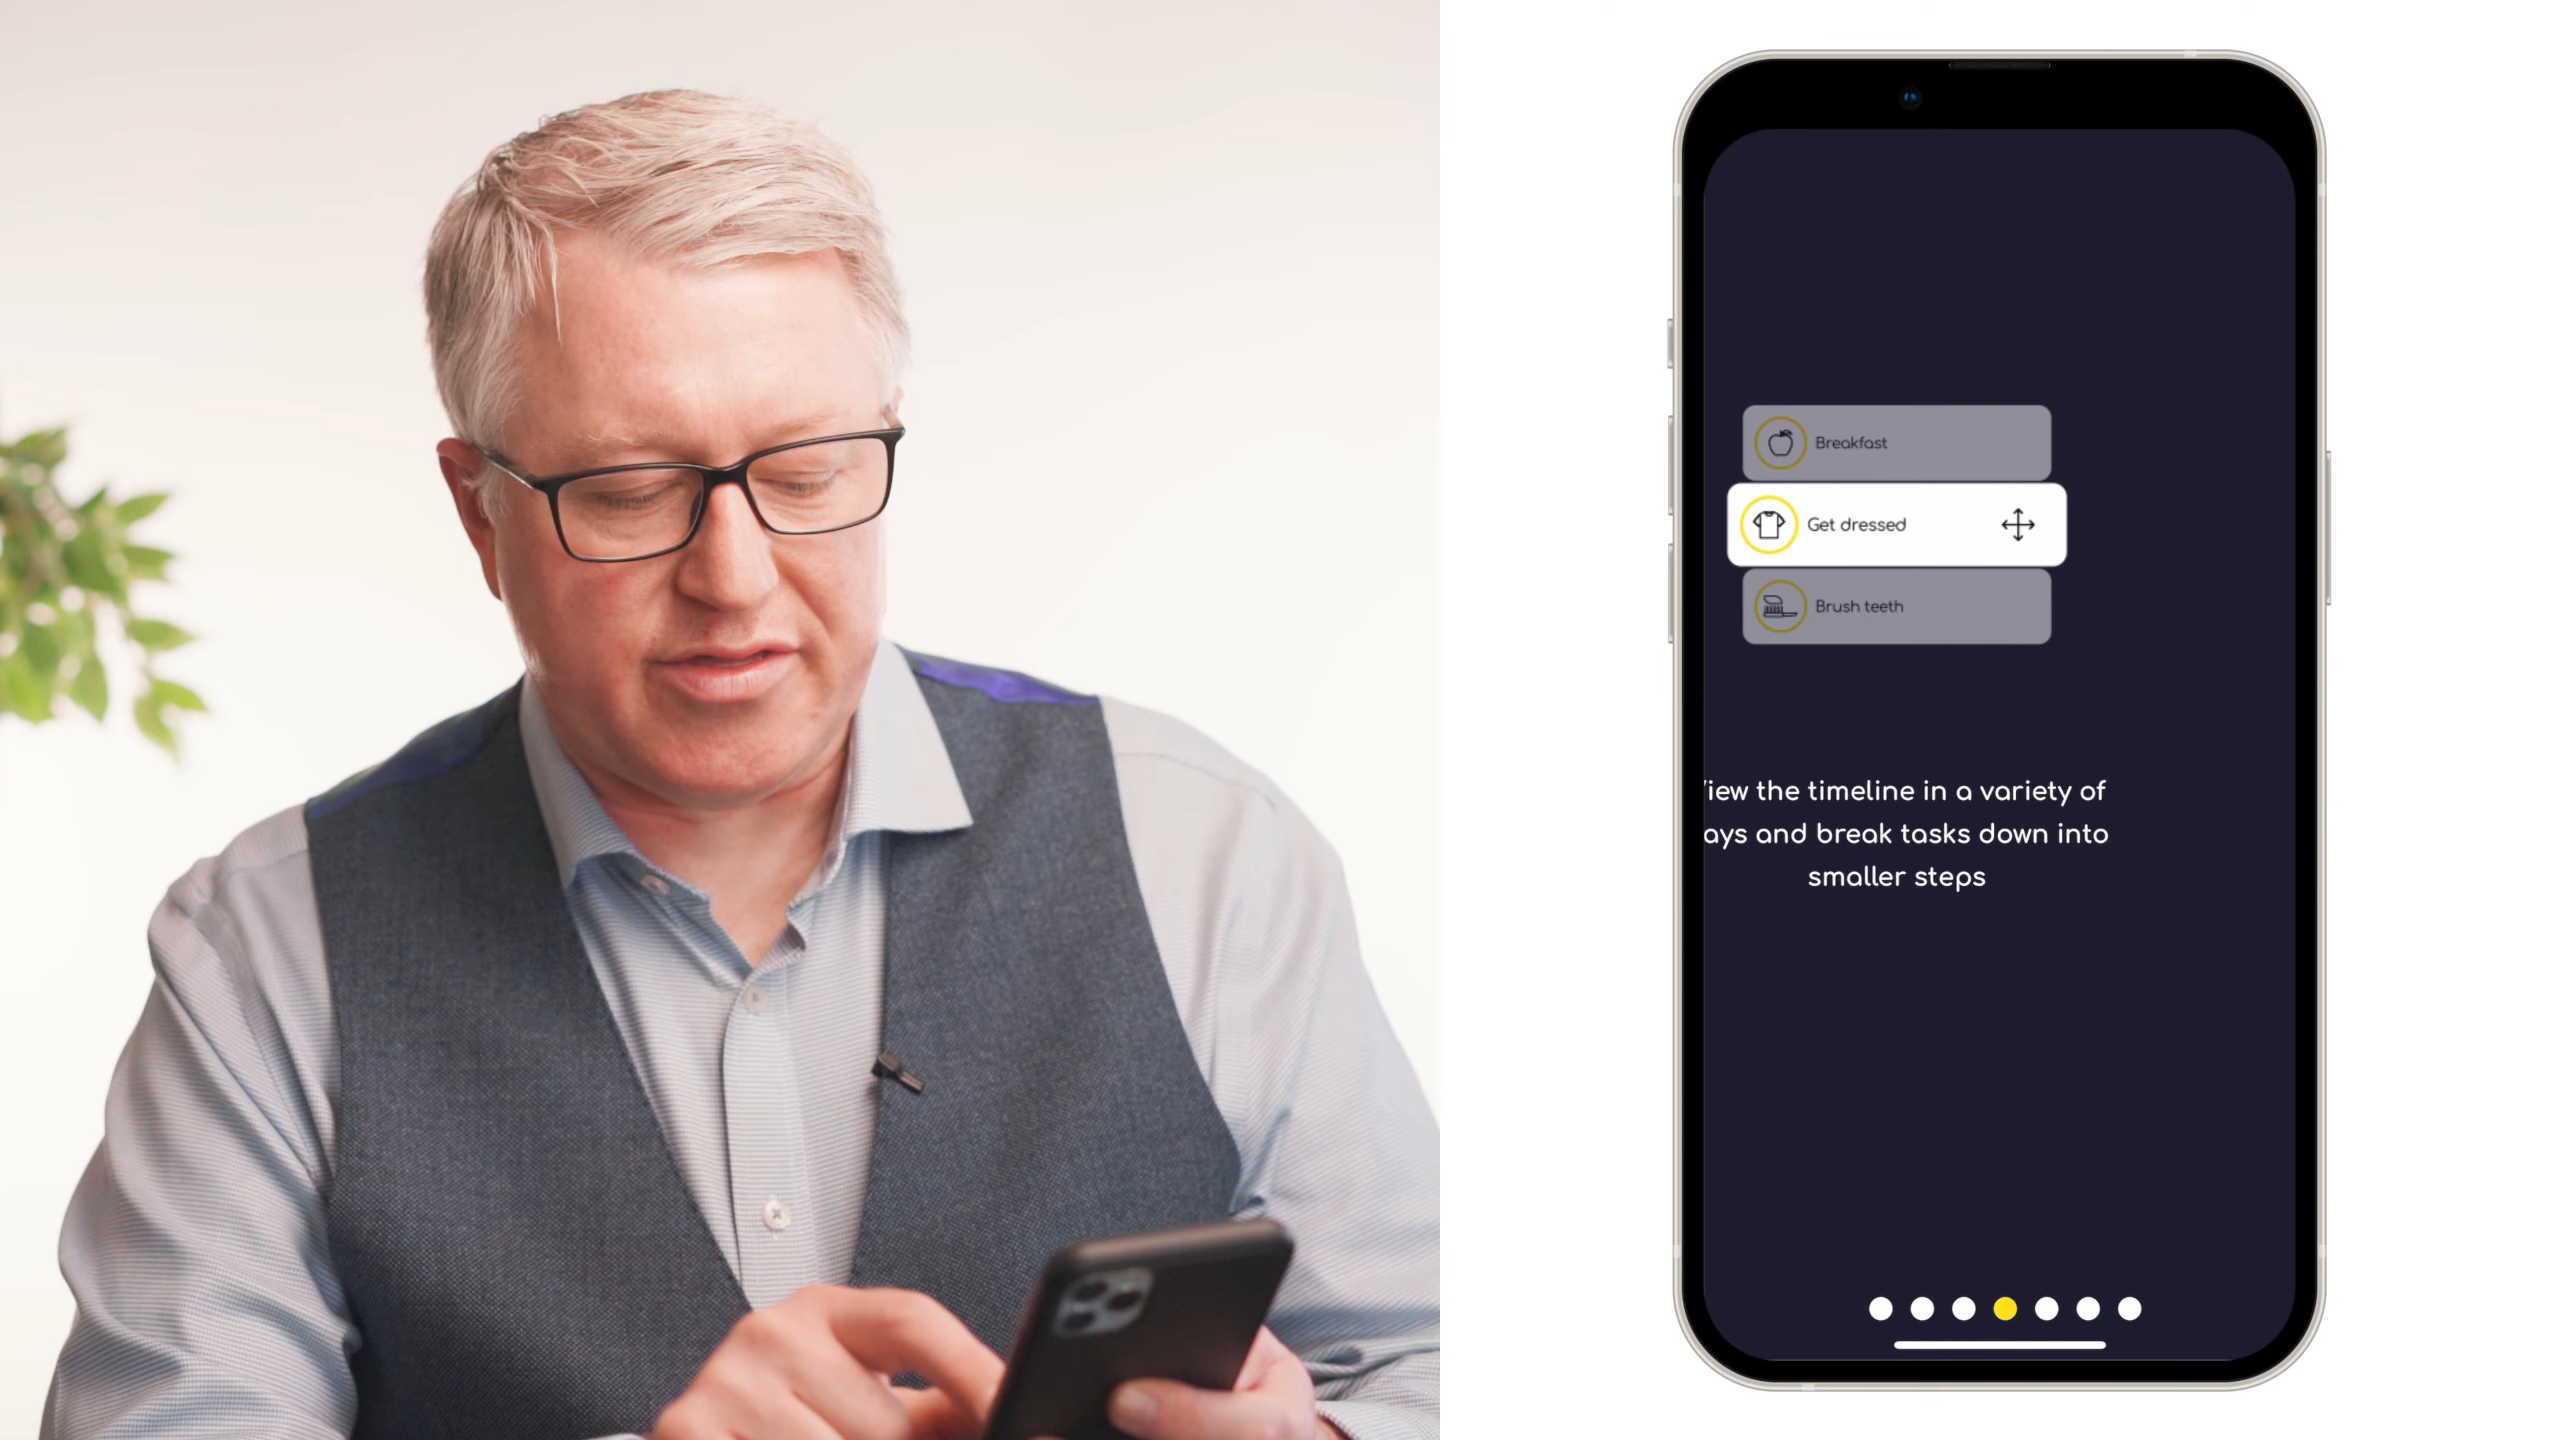 Breakfast
Get dressed
Brush teeth
iew the timeline in a variety of
ays and break tasks down into
smaller steps